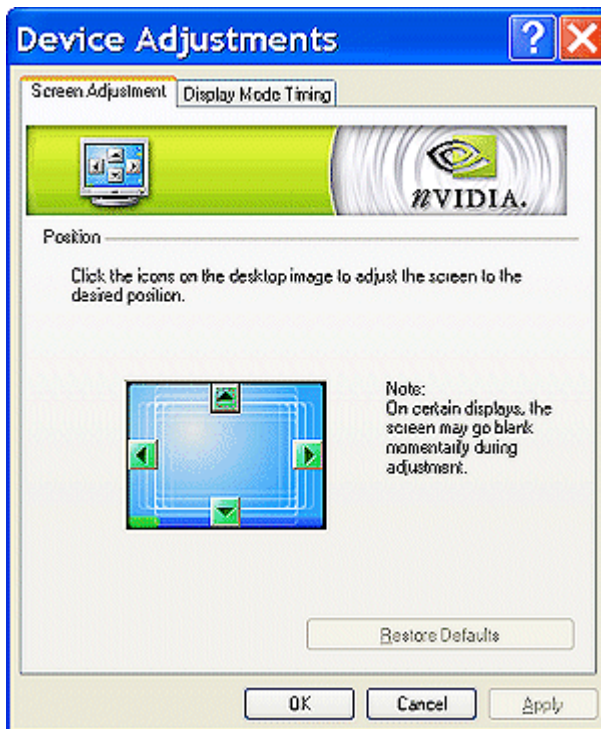 Device Adjustments
?
Screen Adjustment
Display Mode Timing
nVIDIA.
Position
Click the icons on the desktop image to adjust the screen to the
desired position.
Note:
On certain displays, the
screen may go blank
momentarily during
adjustment.
Restore Defaults
OK
Cancel
Apply